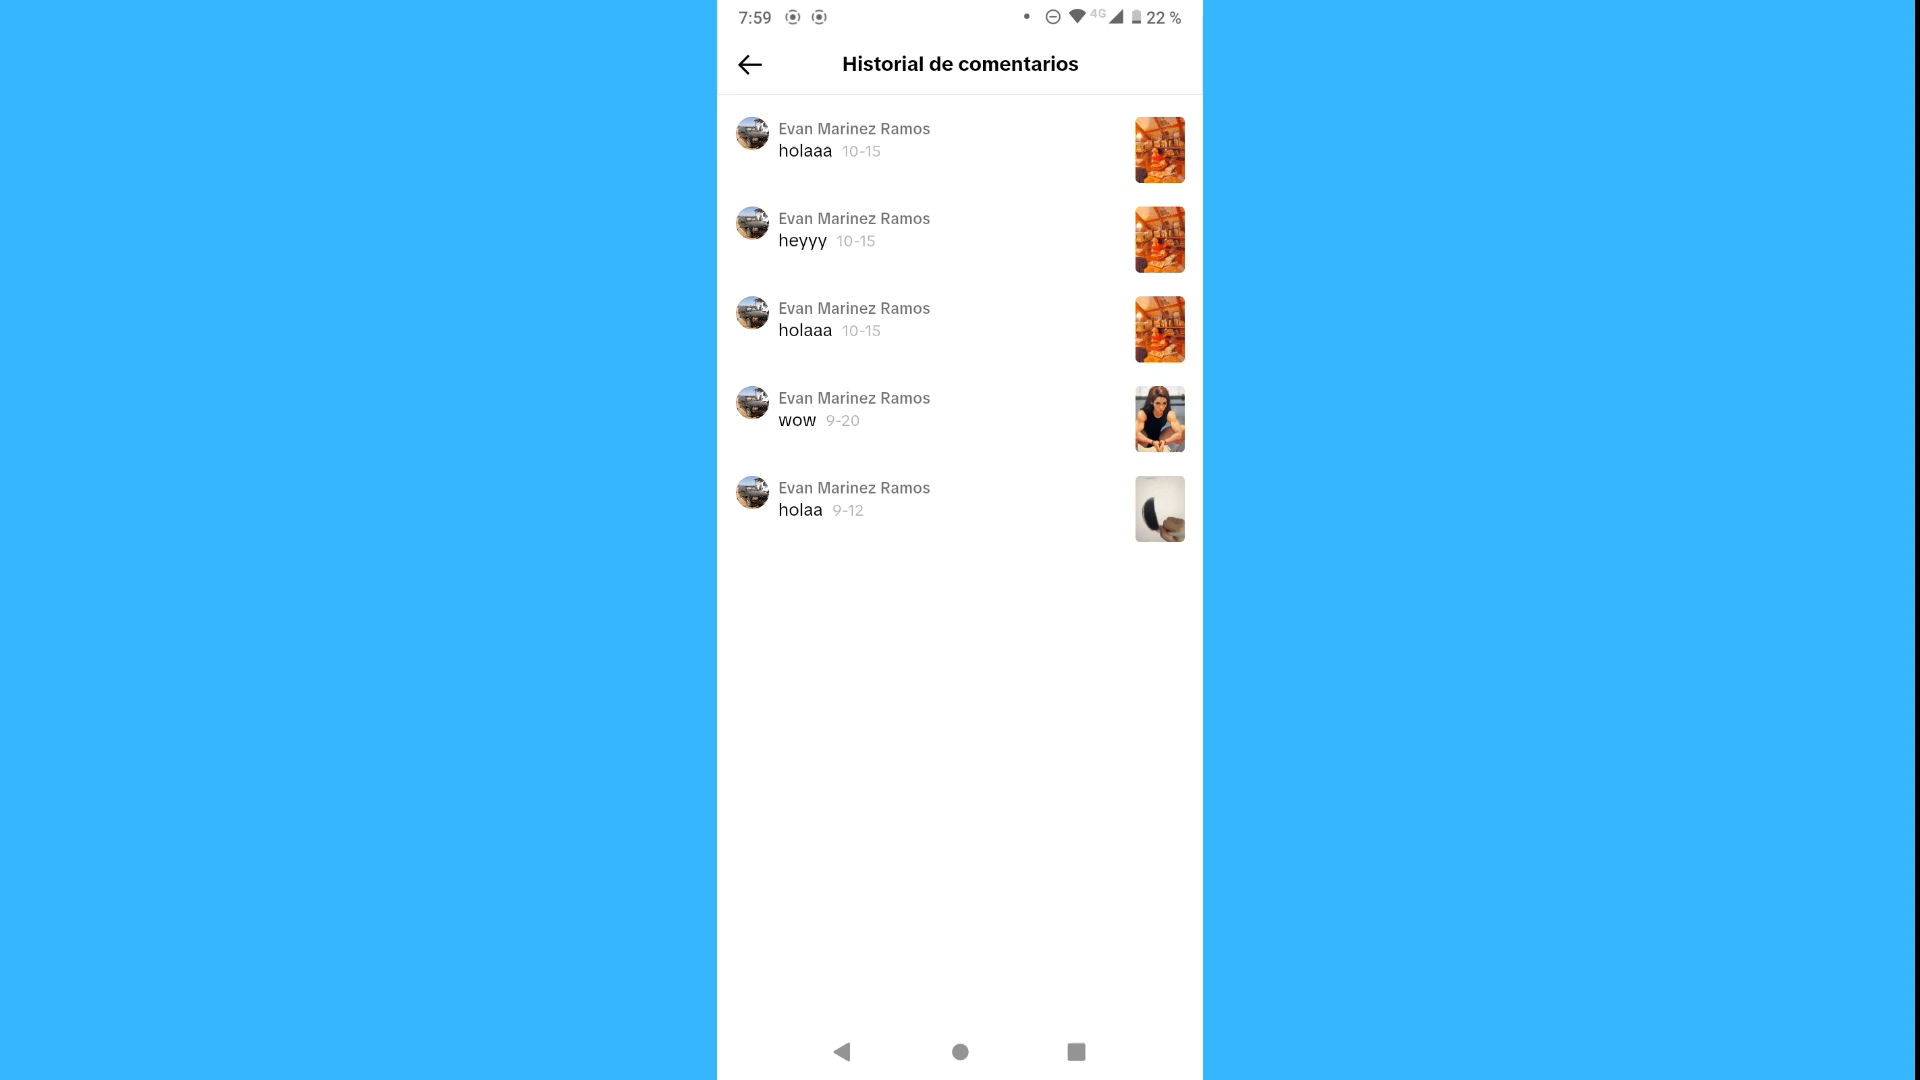 7:59 4G 22 %
Historial de comentarios
Evan Marinez Ramos
holaaa 10-15
Evan Marinez Ramos
heyyy 10-15
Evan Marinez Ramos
holaaa 10-15
Evan Marinez Ramos
wow 9-20
Evan Marinez Ramos
holaa 9-12